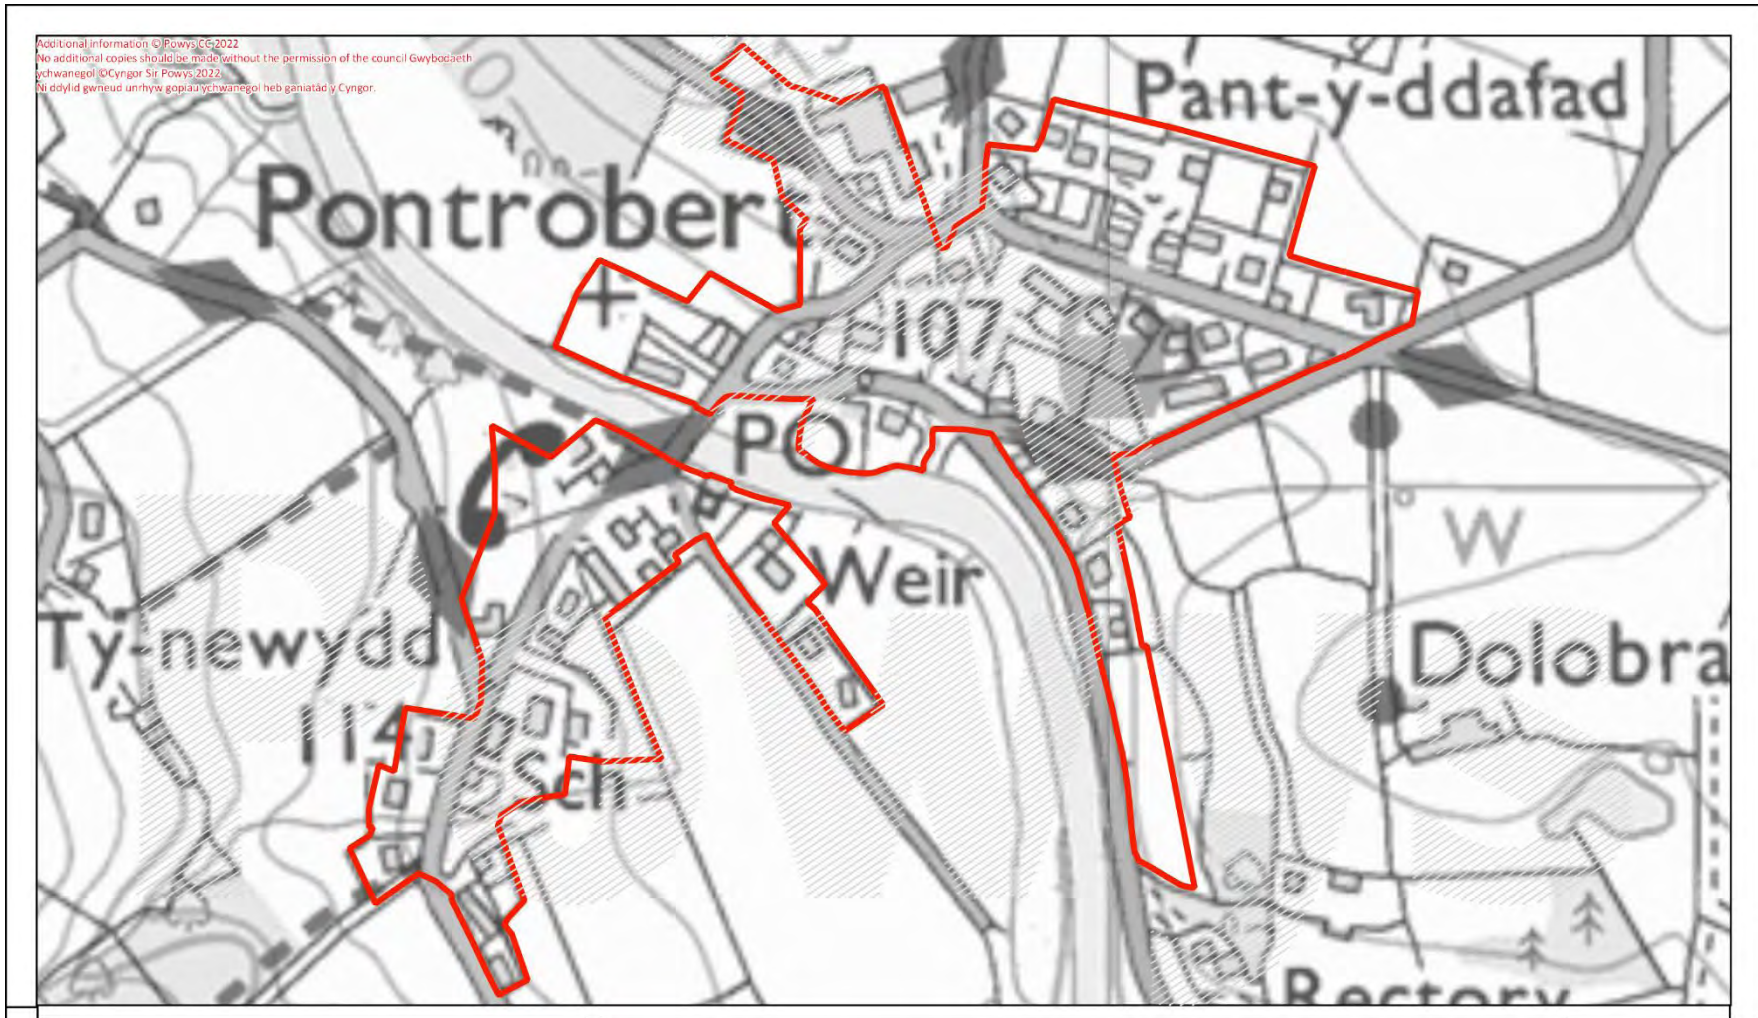 Additional information © Powys CC 2022
No additional copies should be made without the permission of the council Gwybodaeth
ychwanegol ©Cyngor Sir Powys 2022
Ni ddylid gwneud unrhyw gopïau ychwanegol heb ganiatâd y Cyngor.
Pant-y-ddafad
Pontrobert
107
PO
W
Weir
Ty-newydd
Dolobra
114
Sch
Rectory